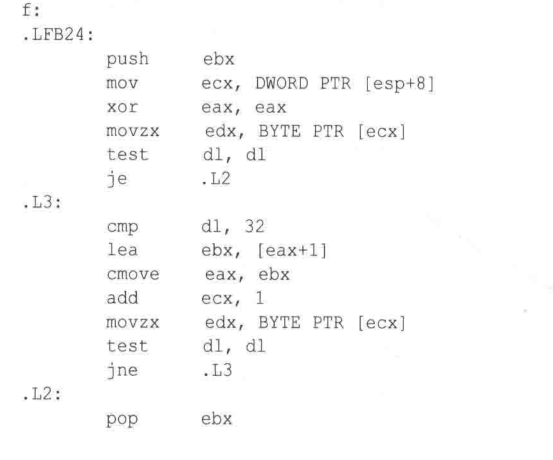 f:
.LFB24:
push ebx
mov ecx, DWORD PTR [esp+8]
xor eax, eax
movzx edx, BYTE PTR [ecx]
test dl, dl
je .L2
.L3:
cmp dl, 32
lea ebx, [eax+1]
cmove eax, ebx
add ecx, 1
movzx edx, BYTE PTR [ecx]
test dl, dl
jne .L3
.L2:
pop ebx